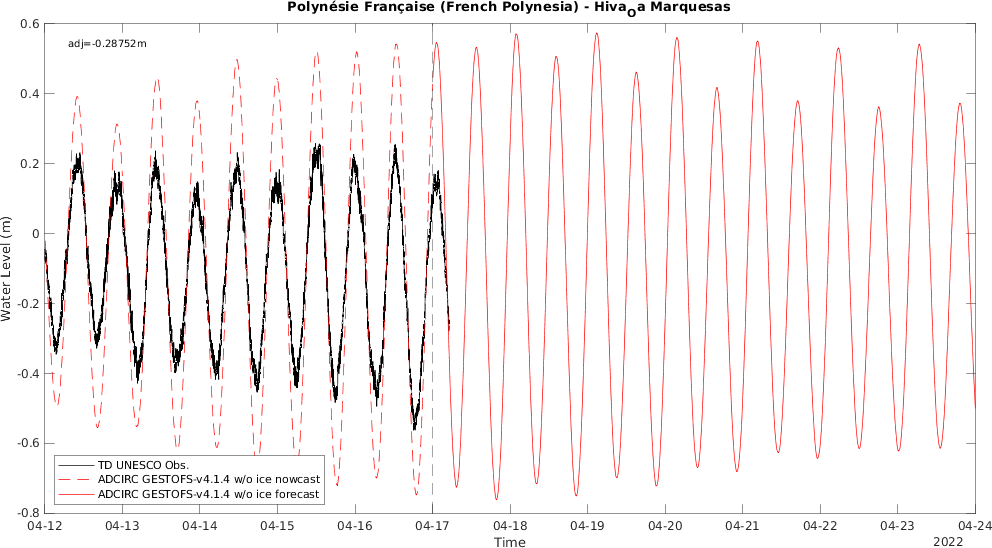 Polynésie Française (French Polynesia) - Hiva_Oa Marquesas
adj=-0.28752m
0.6
0.4
0.2
0
-0.2
-0.4
-0.6
-0.8
Water Level (m)
TD UNESCO Obs.
ADCIRC GESTOFS-v4.1.4 w/o ice nowcast
ADCIRC GESTOFS-v4.1.4 w/o ice forecast
04-12 04-13 04-14 04-15 04-16 04-17 04-18 04-19 04-20 04-21 04-22 04-23 04-24
Time
2022